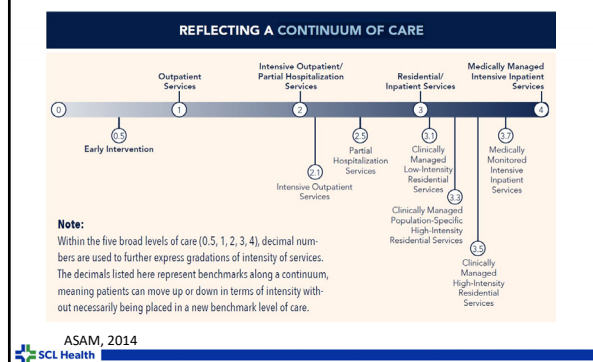 REFLECTING A CONTINUUM OF CARE
Outpatient
Services
Intensive Outpatient/
Partial Hospitalization
Services
Residential/
Inpatient Services
Medically Managed
Intensive Inpatient
Services
0
1
2
3
4
0.5
Early Intervention
2.1
Intensive Outpatient
Services
2.5
Partial
Hospitalization
Services
3.1
Clinically
Managed
Low-Intensity
Residential
Services
3.3
Clinically Managed
Population-Specific
High-Intensity
Residential Services
3.5
Clinically
Managed
High-Intensity
Residential
Services
3.7
Medically
Monitored
Intensive
Inpatient
Services
Note:
Within the five broad levels of care (0.5, 1, 2, 3, 4), decimal num-
bers are used to further express gradations of intensity of services.
The decimals listed here represent benchmarks along a continuum,
meaning patients can move up or down in terms of intensity with-
out necessarily being placed in a new benchmark level of care.
ASAM, 2014
SCL Health